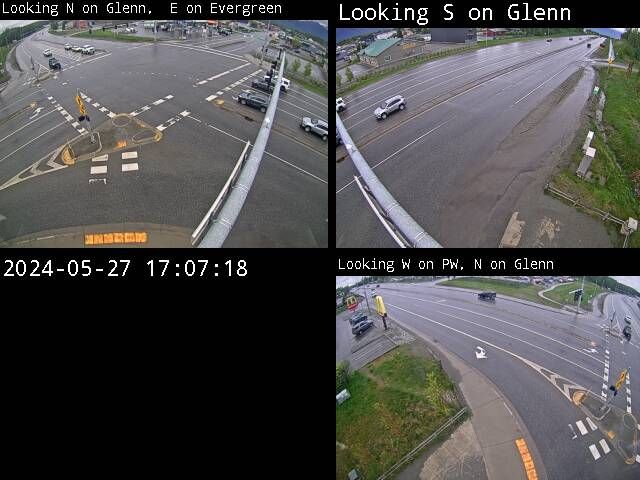 Looking N on Glenn,  E on Evergreen
Looking S on Glenn
2024-05-27 17:07:18
Looking W on PW, N on Glenn